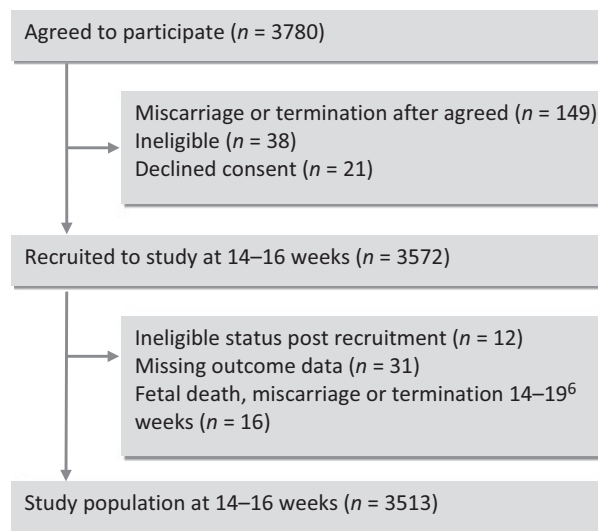 Agreed to participate (n = 3780)
Miscarriage or termination after agreed (n = 149)
Ineligible (n = 38)
Declined consent (n = 21)
Recruited to study at 14–16 weeks (n = 3572)
Ineligible status post recruitment (n = 12)
Missing outcome data (n = 31)
Fetal death, miscarriage or termination 14–19⁶
weeks (n = 16)
Study population at 14–16 weeks (n = 3513)